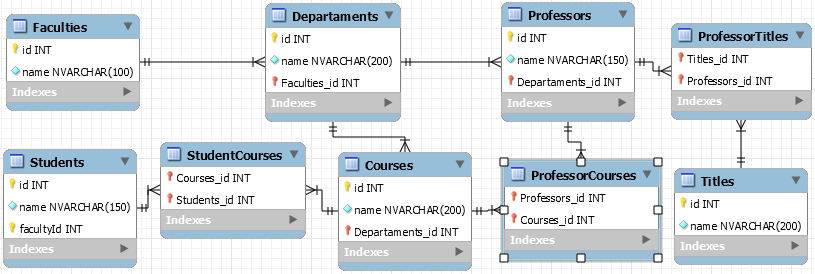 Faculties
id INT
name NVARCHAR(100)
Indexes
Departaments
id INT
name NVARCHAR(200)
Faculties_id INT
Indexes
Professors
id INT
name NVARCHAR(150)
Departaments_id INT
Indexes
ProfessorTitles
Titles_id INT
Professors_id INT
Indexes
Students
id INT
name NVARCHAR(150)
facultyId INT
Indexes
StudentCourses
Courses_id INT
Students_id INT
Indexes
Courses
id INT
name NVARCHAR(200)
Departaments_id INT
Indexes
ProfessorCourses
Professors_id INT
Courses_id INT
Indexes
Titles
id INT
name NVARCHAR(200)
Indexes